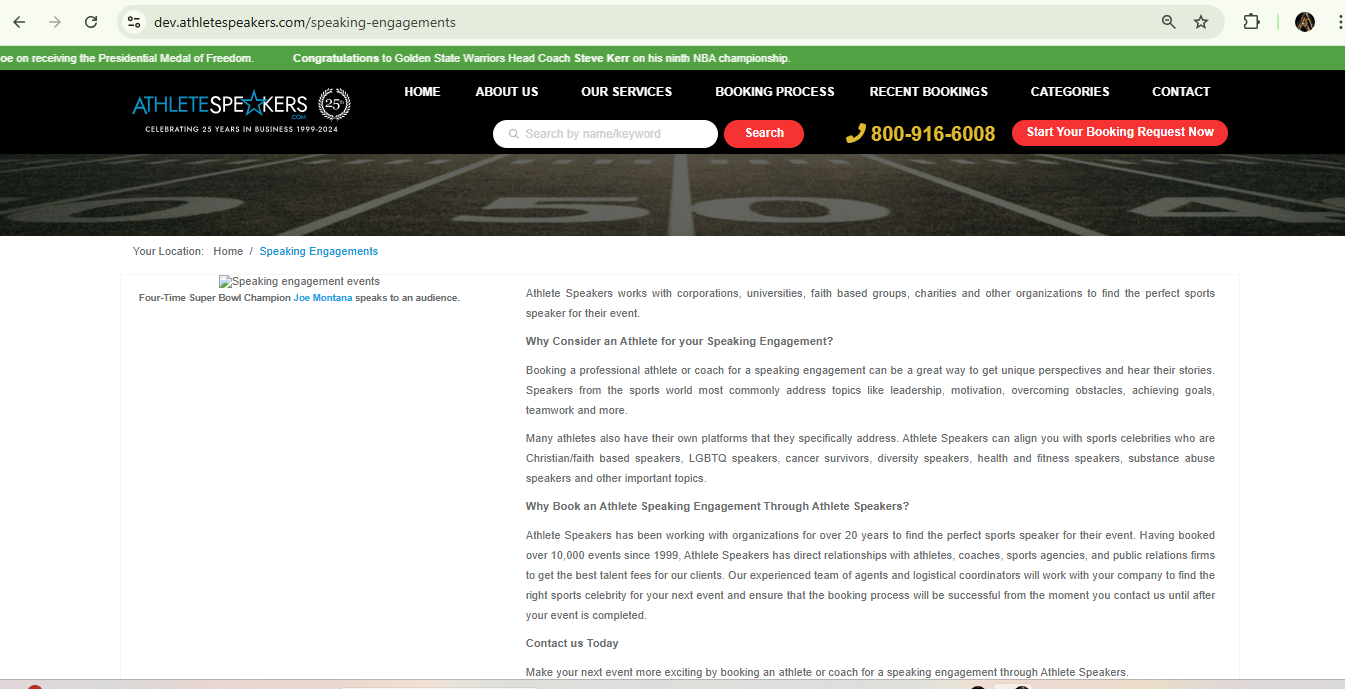 dev.athletespeakers.com/speaking-engagements
oe on receiving the Presidential Medal of Freedom. Congratulations to Golden State Warriors Head Coach Steve Kerr on his ninth NBA championship.
HOME ABOUT US OUR SERVICES BOOKING PROCESS RECENT BOOKINGS CATEGORIES CONTACT
ATHLETESPEAKERS .COM 25
CELEBRATING 25 YEARS IN BUSINESS 1999-2024
Search by name/keyword Search 800-916-6008 Start Your Booking Request Now
5 0 4
Your Location: Home / Speaking Engagements
Speaking engagement events
Four-Time Super Bowl Champion Joe Montana speaks to an audience.
Athlete Speakers works with corporations, universities, faith based groups, charities and other organizations to find the perfect sports
speaker for their event.
Why Consider an Athlete for your Speaking Engagement?
Booking a professional athlete or coach for a speaking engagement can be a great way to get unique perspectives and hear their stories.
Speakers from the sports world most commonly address topics like leadership, motivation, overcoming obstacles, achieving goals,
teamwork and more.
Many athletes also have their own platforms that they specifically address. Athlete Speakers can align you with sports celebrities who are
Christian/faith based speakers, LGBTQ speakers, cancer survivors, diversity speakers, health and fitness speakers, substance abuse
speakers and other important topics.
Why Book an Athlete Speaking Engagement Through Athlete Speakers?
Athlete Speakers has been working with organizations for over 20 years to find the perfect sports speaker for their event. Having booked
over 10,000 events since 1999, Athlete Speakers has direct relationships with athletes, coaches, sports agencies, and public relations firms
to get the best talent fees for our clients. Our experienced team of agents and logistical coordinators will work with your company to find the
right sports celebrity for your next event and ensure that the booking process will be successful from the moment you contact us until after
your event is completed.
Contact us Today
Make your next event more exciting by booking an athlete or coach for a speaking engagement through Athlete Speakers.